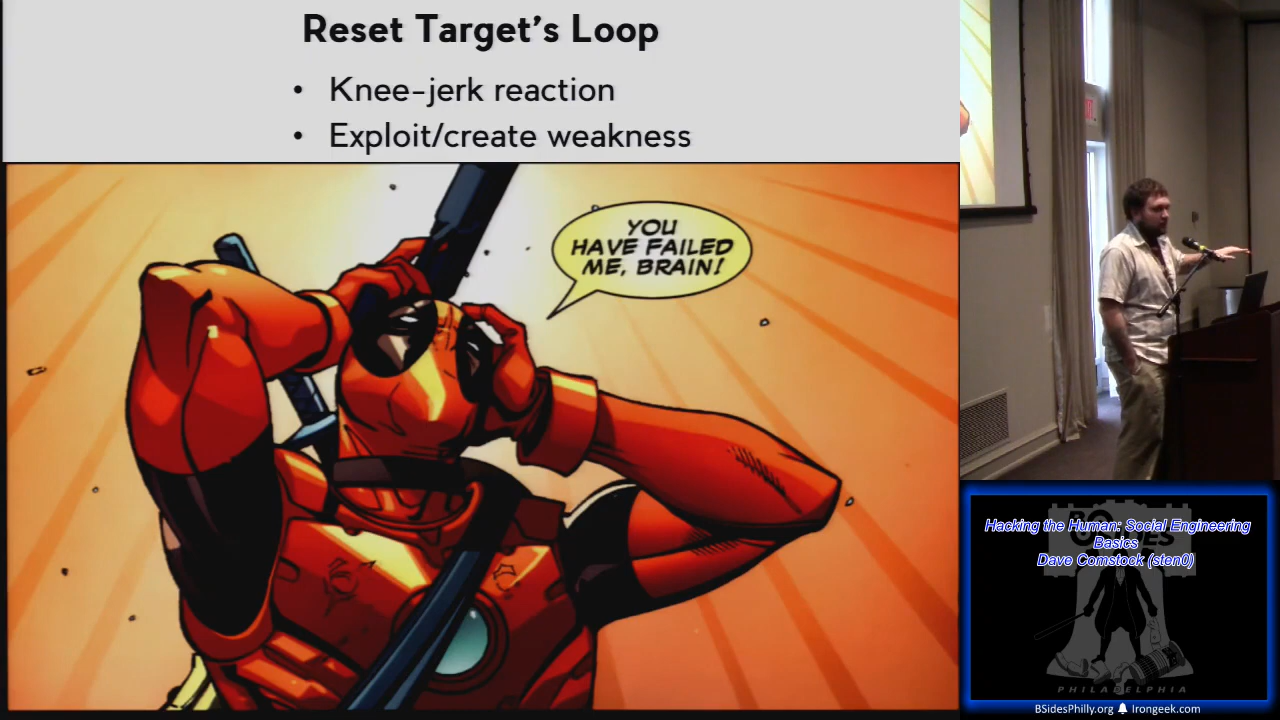 Reset Target's Loop
• Knee-jerk reaction
• Exploit/create weakness
YOU
HAVE FAILED
ME, BRAIN!
Hacking the Human: Social Engineering
Basics
Dave Comstock (sten0)
PHILADELPHIA
BSidesPhilly.org Irongeek.com